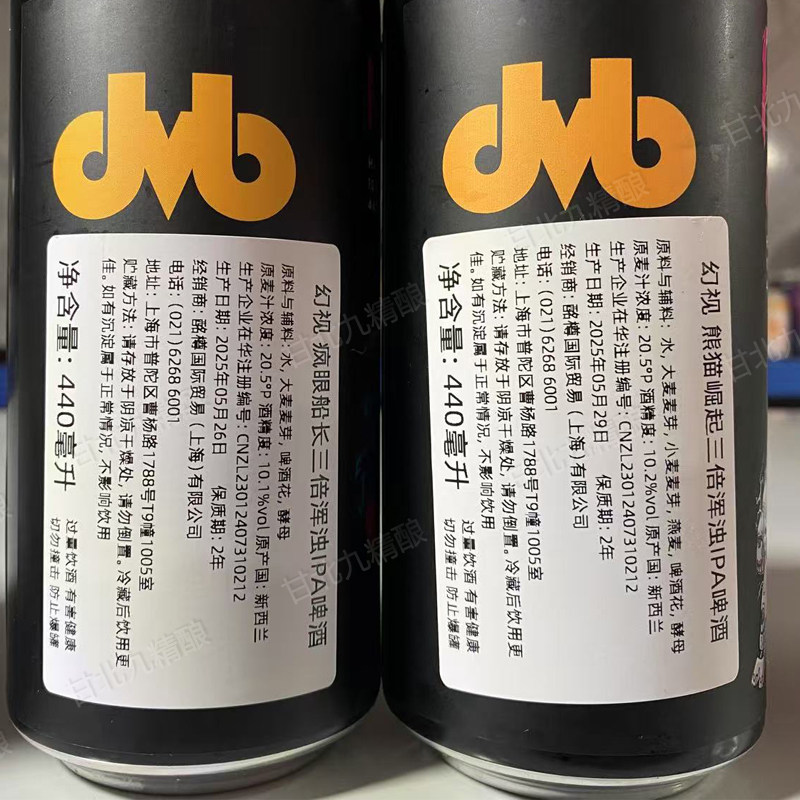 dvb
幻视 疯眼船长三倍浑浊IPA啤酒
原料与辅料：水，大麦麦芽，啤酒花，酵母
原麦汁浓度：20.5°P 酒精度：10.1%vol 原产国：新西兰
生产企业在华注册编号：CNZL23012407310212
生产日期：2025年05月26日 保质期：2年
经销商：酩樽国际贸易（上海）有限公司
电话：(021)6268 6001
地址：上海市普陀区曹杨路1788号T9幢1005室
贮藏方法：请存放于阴凉干燥处，请勿倒置。冷藏后饮用更
佳。如有沉淀属于正常情况，不影响饮用
净含量：440毫升
过量饮酒 有害健康
切勿撞击 防止爆罐
dvb
幻视 熊猫崛起三倍浑浊IPA啤酒
原料与辅料：水，大麦麦芽，小麦麦芽，燕麦，啤酒花，酵母
原麦汁浓度：20.5°P 酒精度：10.2%vol 原产国：新西兰
生产企业在华注册编号：CNZL23012407310212
生产日期：2025年05月29日 保质期：2年
经销商：酩樽国际贸易（上海）有限公司
电话：(021)6268 6001
地址：上海市普陀区曹杨路1788号T9幢1005室
贮藏方法：请存放于阴凉干燥处，请勿倒置。冷藏后饮用更
佳。如有沉淀属于正常情况，不影响饮用
净含量：440毫升
过量饮酒 有害健康
切勿撞击 防止爆罐
甘北九精酿